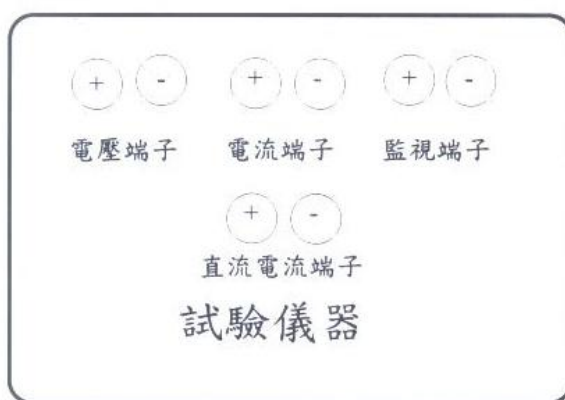 + - + - + -
電壓端子 電流端子 監視端子
+ -
直流電流端子
試驗儀器